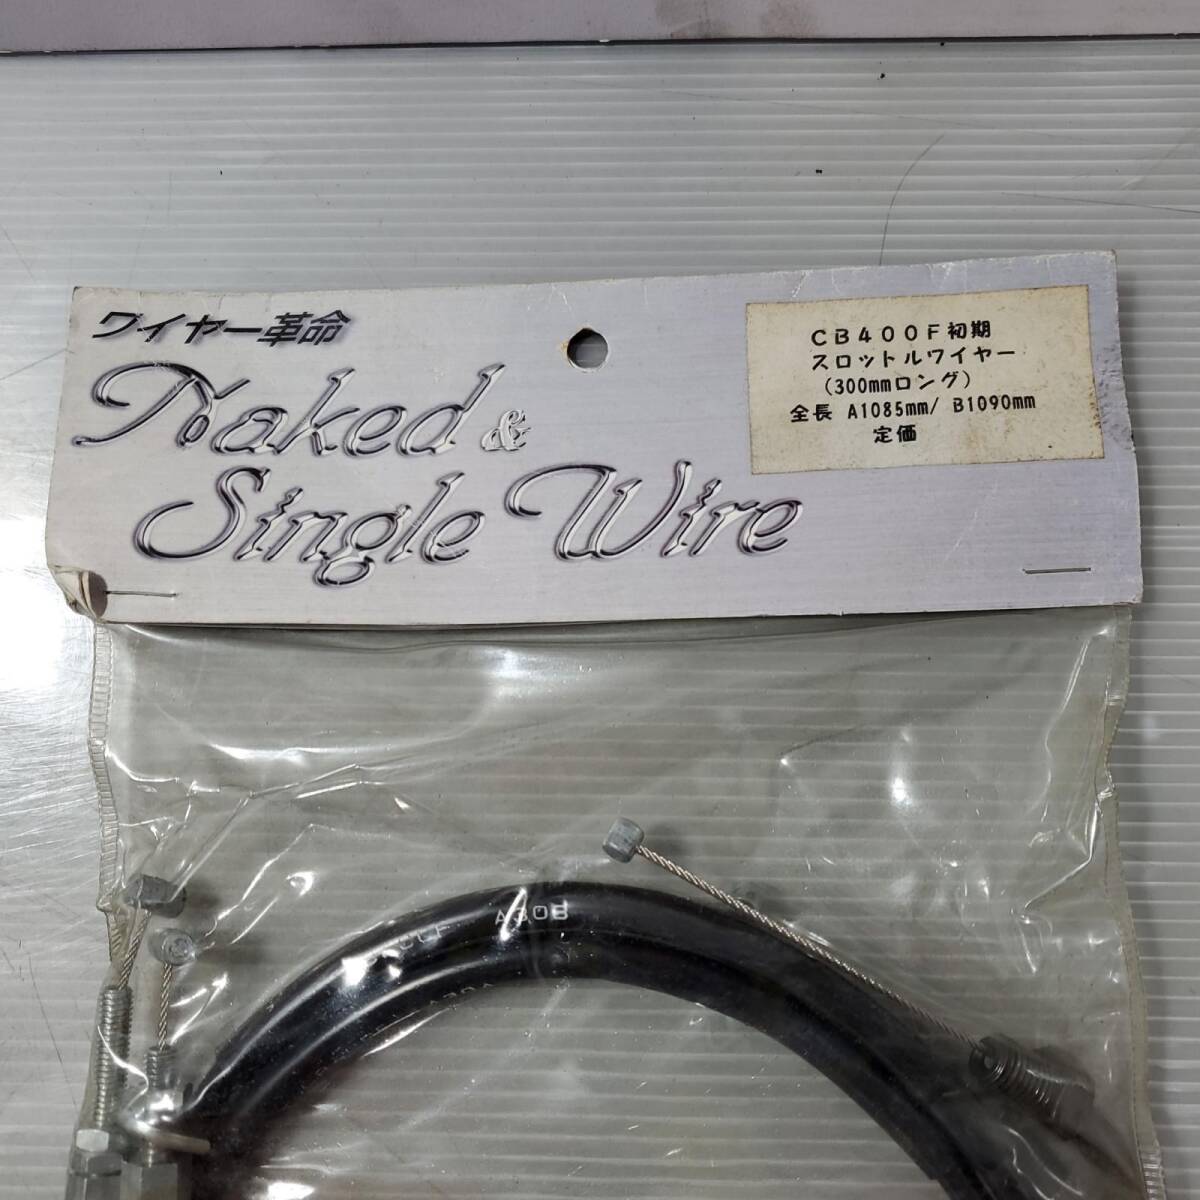 ワイヤー革命
Naked &
Single Wire
CB400F初期
スロットルワイヤー
(300mmロング)
全長 A1085mm/ B1090mm
定価
A30B